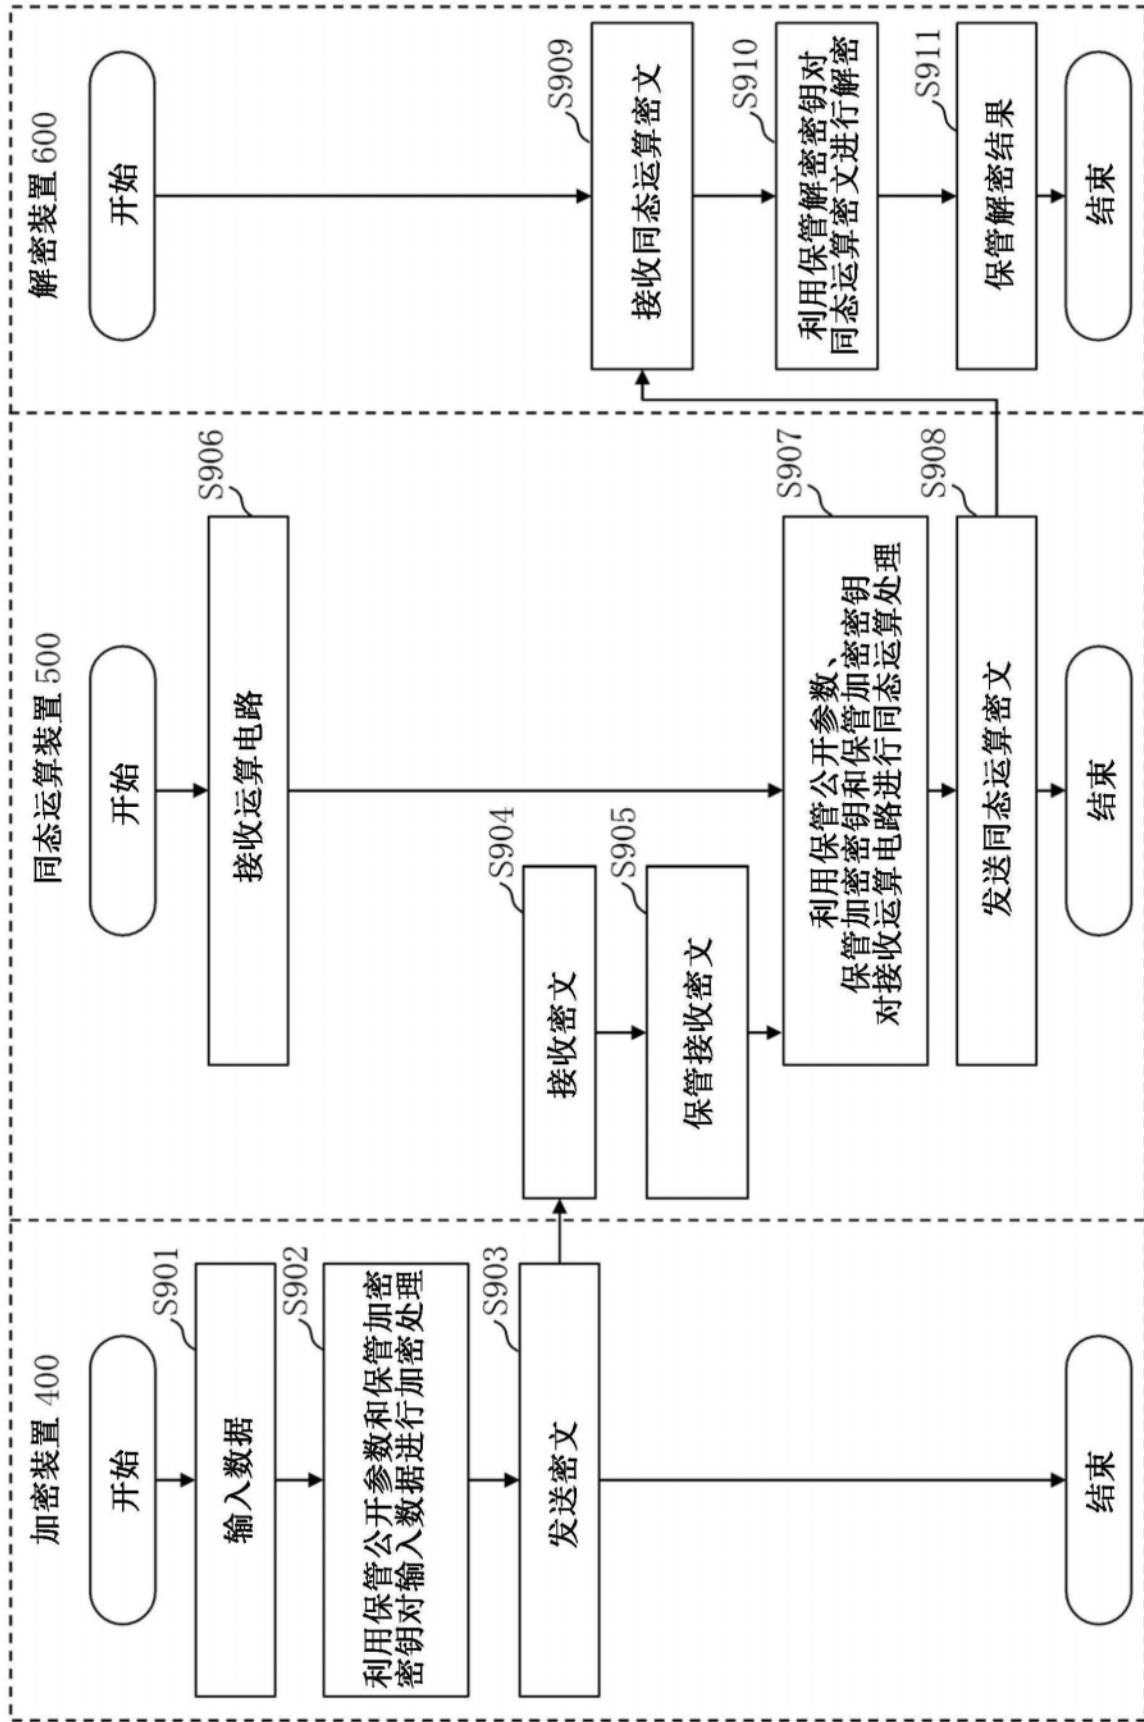 加密装置 400
开始
S901
输入数据
S902
利用保管公开参数和保管加密
密钥对输入数据进行加密处理
S903
发送密文
结束
同态运算装置 500
开始
S906
接收运算电路
S904
接收密文
S905
保管接收密文
S907
利用保管公开参数、
保管加密密钥和保管加密密钥
对接收运算电路进行同态运算处理
S908
发送同态运算密文
结束
解密装置 600
开始
S909
接收同态运算密文
S910
利用保管解密密钥对
同态运算密文进行解密
S911
保管解密结果
结束